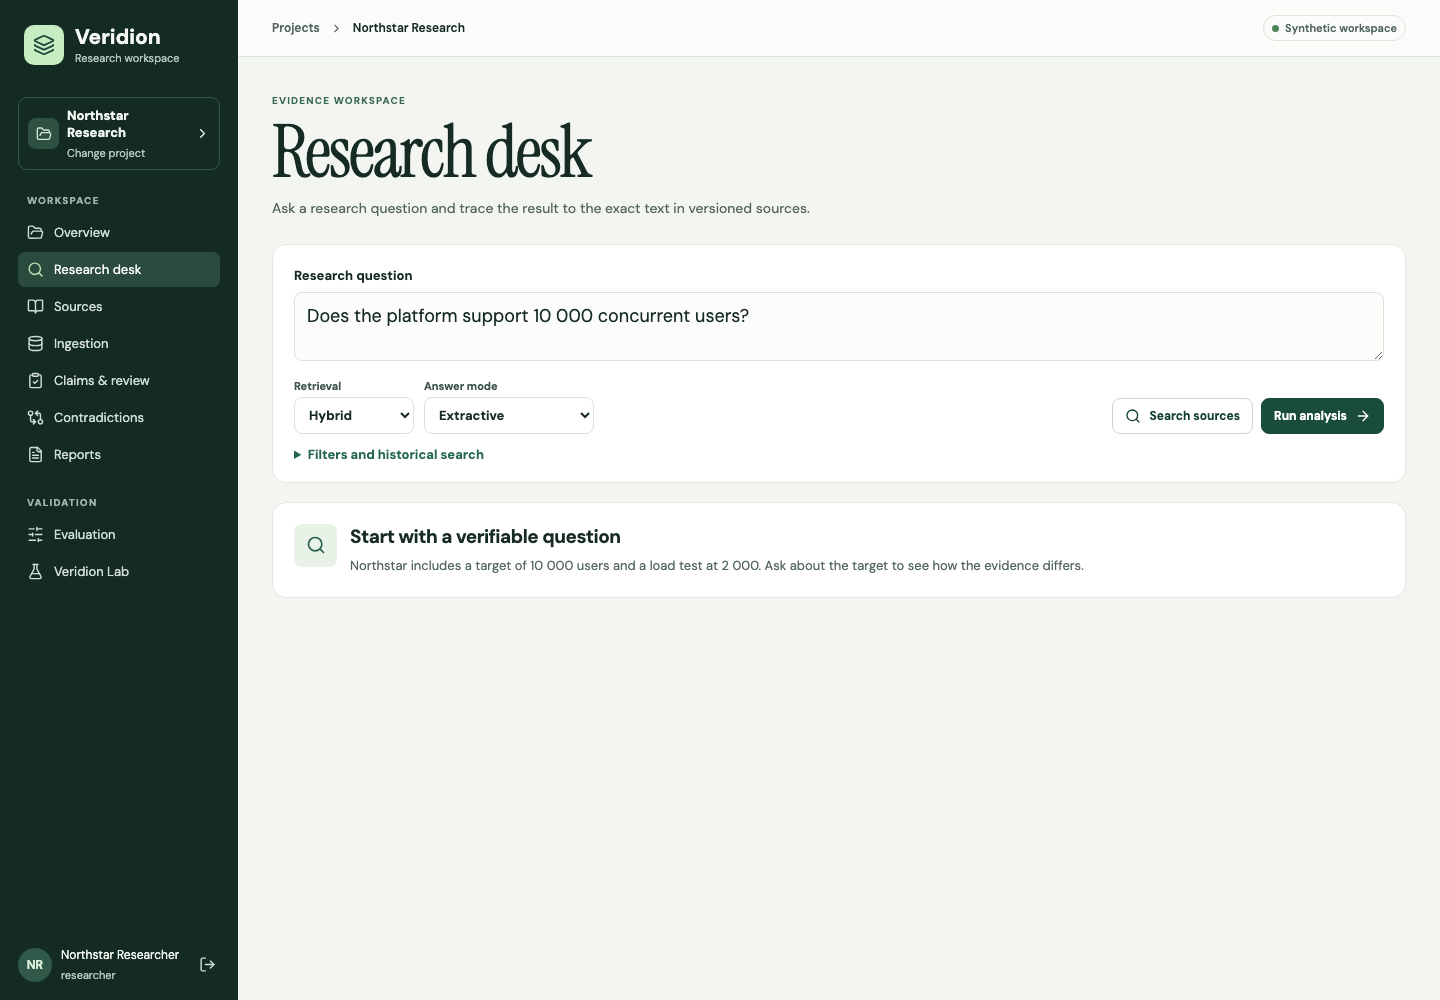 Veridion
Research workspace
Northstar
Research
Change project
WORKSPACE
Overview
Research desk
Sources
Ingestion
Claims & review
Contradictions
Reports
VALIDATION
Evaluation
Veridion Lab
NR
Northstar Researcher
researcher
Projects
Northstar Research
Synthetic workspace
EVIDENCE WORKSPACE
Research desk
Ask a research question and trace the result to the exact text in versioned sources.
Research question
Does the platform support 10 000 concurrent users?
Retrieval
Answer mode
Hybrid
Extractive
Search sources
Run analysis
Filters and historical search
Start with a verifiable question
Northstar includes a target of 10 000 users and a load test at 2 000. Ask about the target to see how the evidence differs.